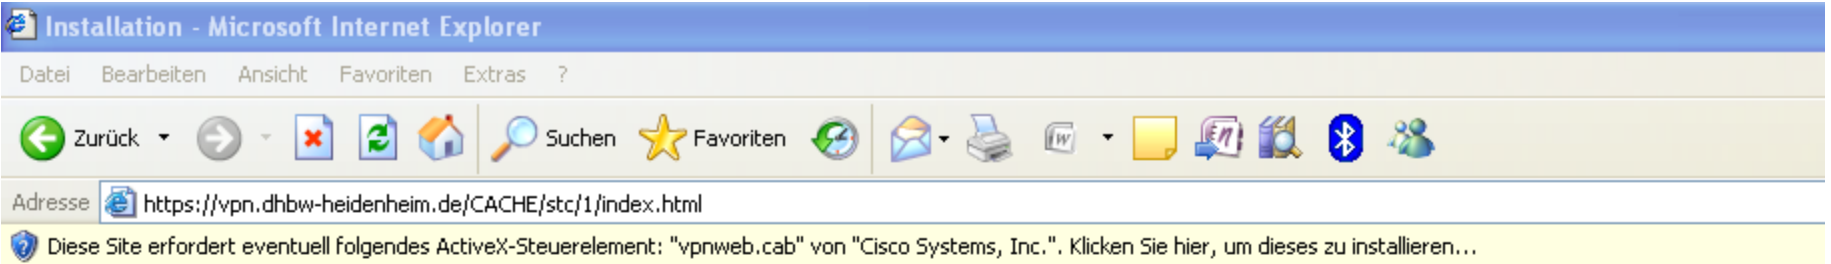 Installation - Microsoft Internet Explorer
Datei Bearbeiten Ansicht Favoriten Extras ?
Zurück Suchen Favoriten
Adresse https://vpn.dhbw-heidenheim.de/CACHE/stc/1/index.html
Diese Site erfordert eventuell folgendes ActiveX-Steuerelement: "vpnweb.cab" von "Cisco Systems, Inc.". Klicken Sie hier, um dieses zu installieren...